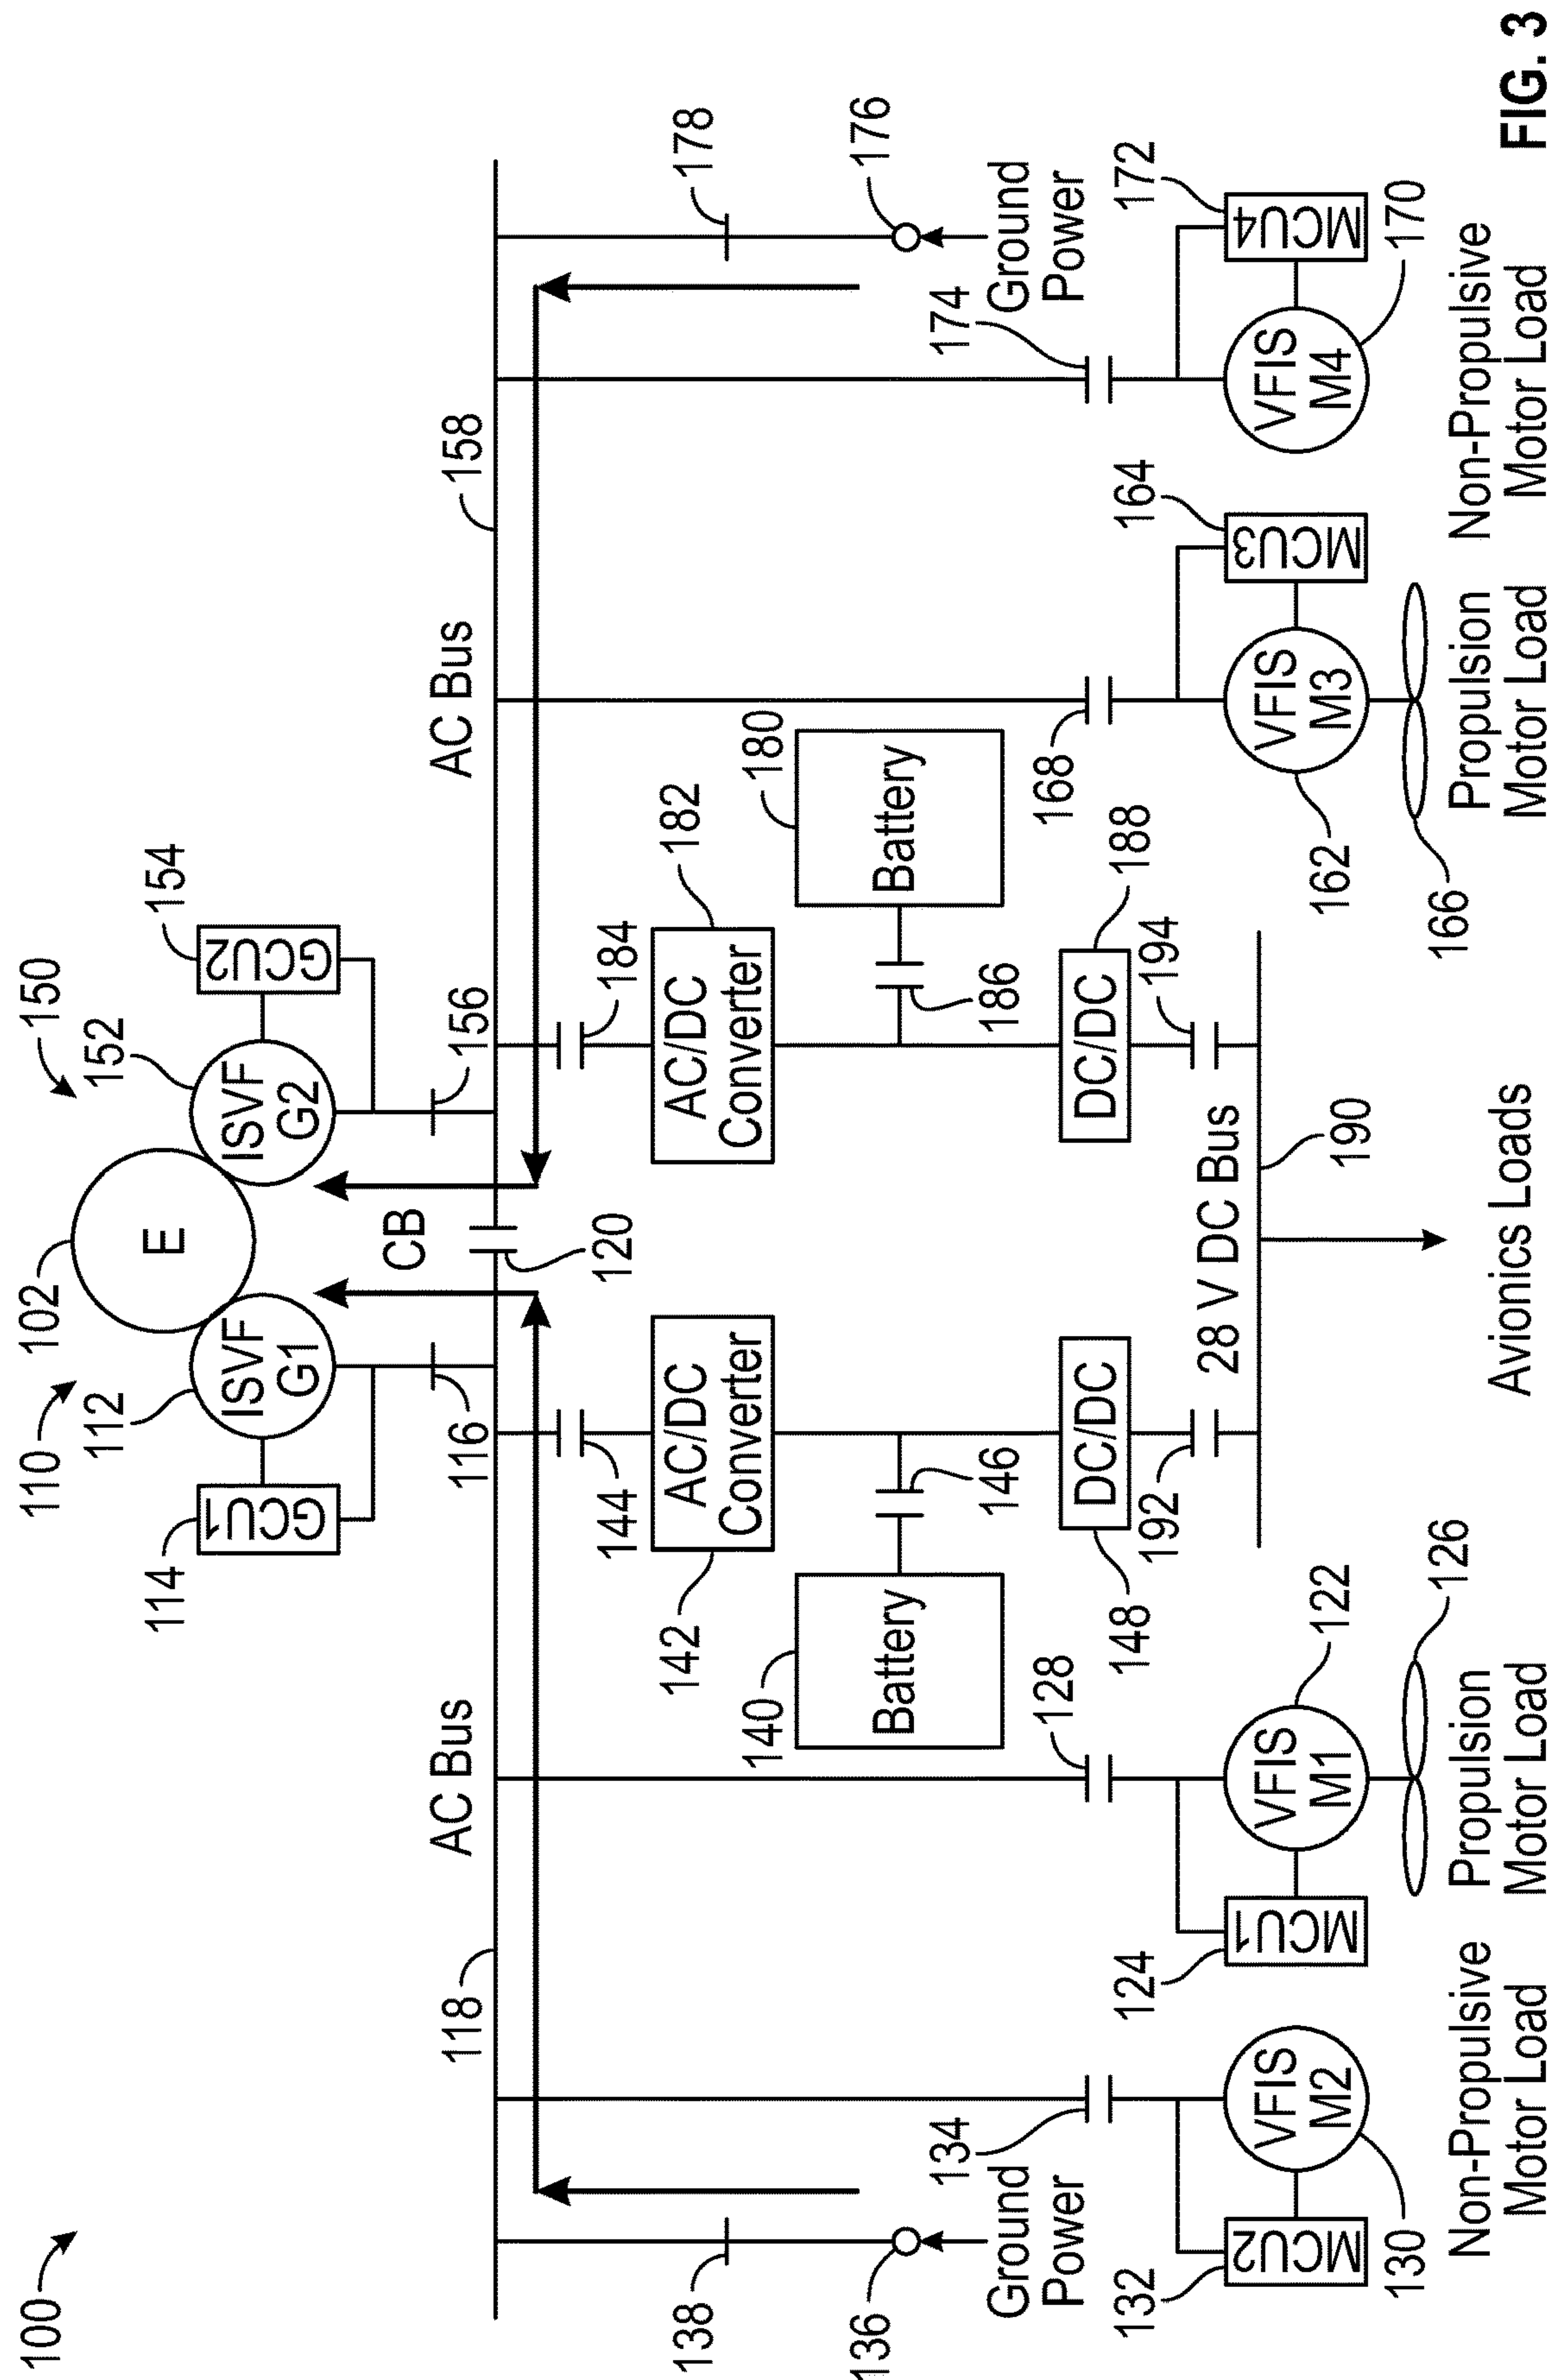 100
110
102
150
114
112
152
154
GCU1
ISVF
G1
E
ISVF
G2
GCU2
116
CB
156
118
AC Bus
AC Bus
158
120
138
144
184
178
142
AC/DC
Converter
AC/DC
Converter
182
140
Battery
Battery
180
136
146
186
176
Ground
Power
134
128
148
DC/DC
DC/DC
188
168
174
Ground
Power
192
194
28 V DC Bus
190
132
MCU2
VFIS
M2
130
124
MCU1
VFIS
M1
122
126
162
VFIS
M3
MCU3
164
166
VFIS
M4
MCU4
172
170
Non-Propulsive
Motor Load
Propulsion
Motor Load
Avionics Loads
Propulsion
Motor Load
Non-Propulsive
Motor Load
FIG. 3